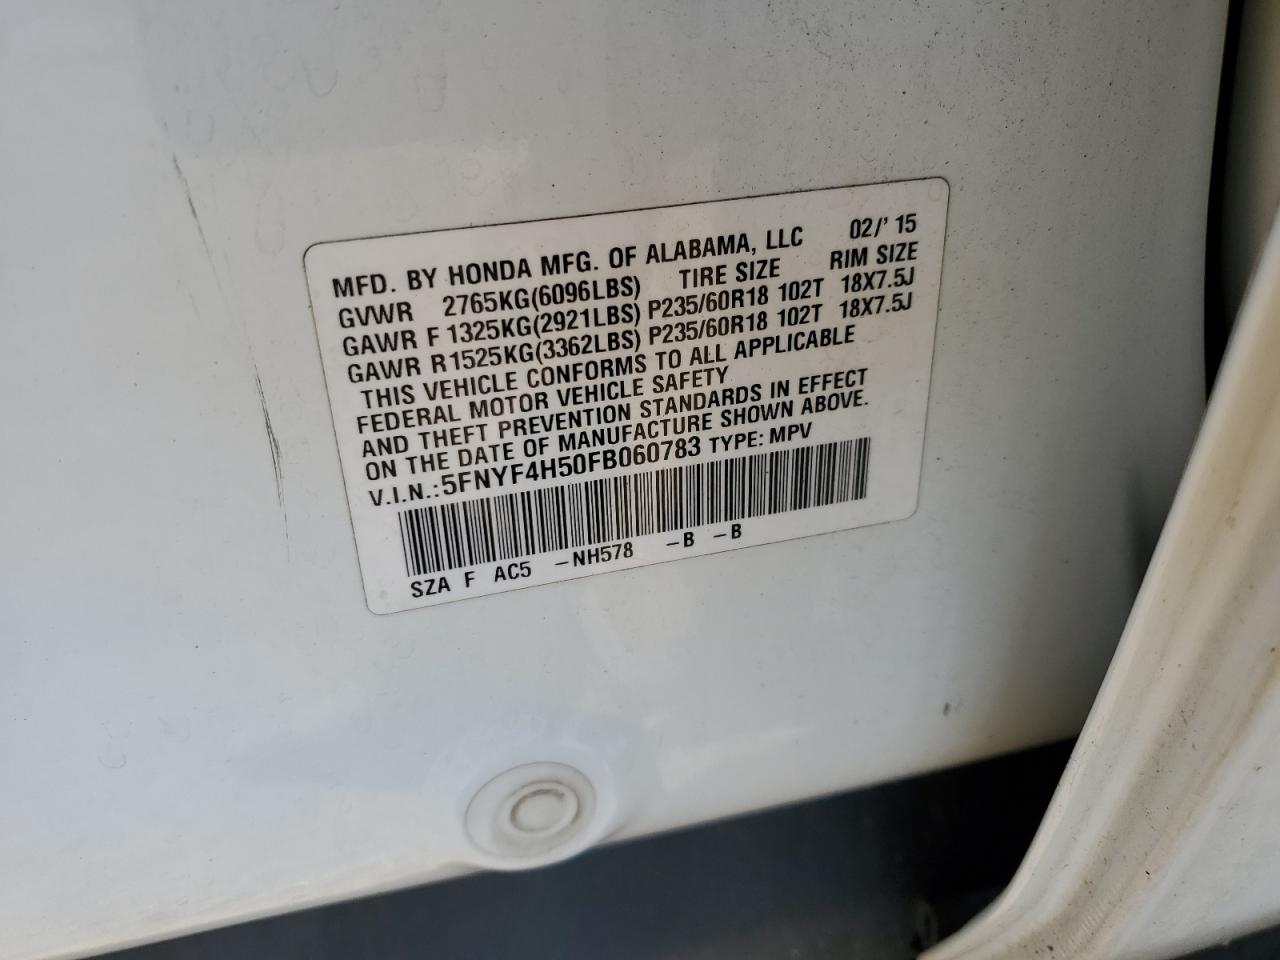 MFD. BY HONDA MFG. OF ALABAMA, LLC 02/' 15
GVWR 2765KG(6096LBS) TIRE SIZE RIM SIZE
GAWR F 1325KG(2921LBS) P235/60R18 102T 18X7.5J
GAWR R1525KG(3362LBS) P235/60R18 102T 18X7.5J
THIS VEHICLE CONFORMS TO ALL APPLICABLE
FEDERAL MOTOR VEHICLE SAFETY
AND THEFT PREVENTION STANDARDS IN EFFECT
ON THE DATE OF MANUFACTURE SHOWN ABOVE.
V.I.N.:5FNYF4H50FB060783 TYPE: MPV
SZA F AC5 -NH578 -B -B